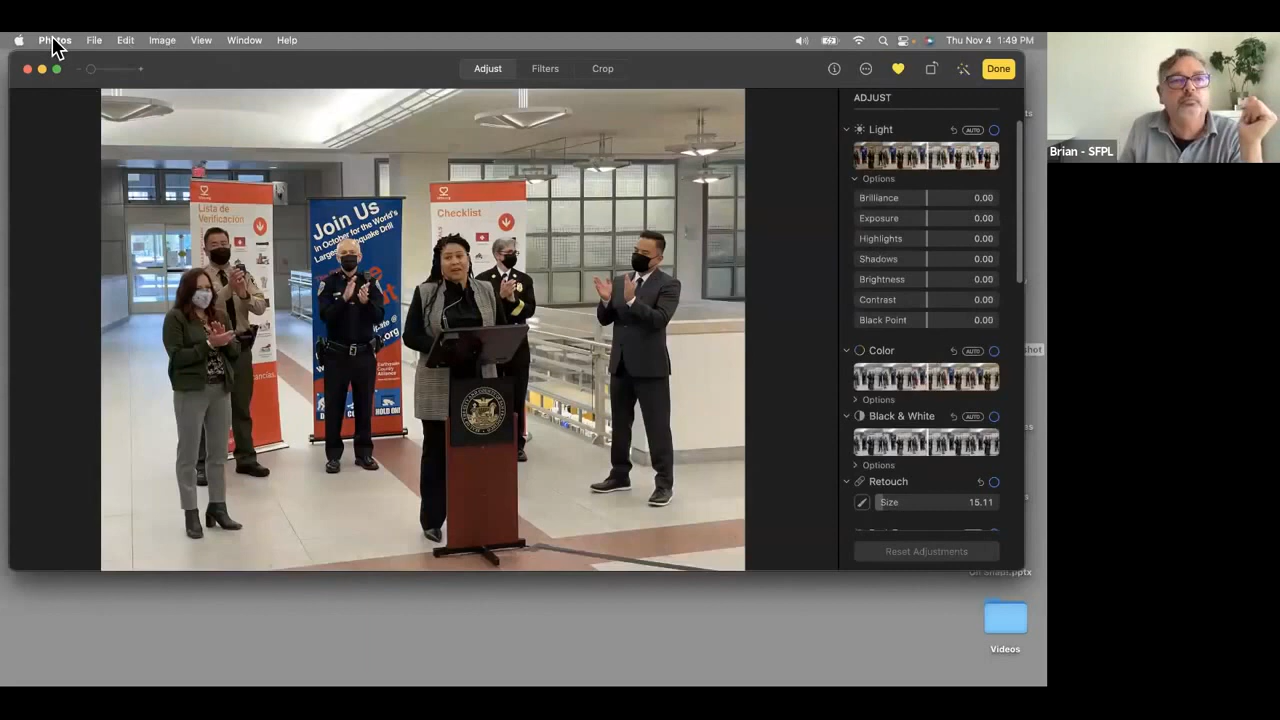 Photos File Edit Image View Window Help
Thu Nov 4 1:49 PM
Adjust Filters Crop
Done
ADJUST
Light AUTO
Options
Brilliance 0.00
Exposure 0.00
Highlights 0.00
Shadows 0.00
Brightness 0.00
Contrast 0.00
Black Point 0.00
Color AUTO
Options
Black & White AUTO
Options
Retouch
Size 15.11
Reset Adjustments
Lista de
Verificación
Join Us
In October for the World's
Largest Earthquake Drill
Checklist
HOLD ON!
Brian - SFPL
Videos